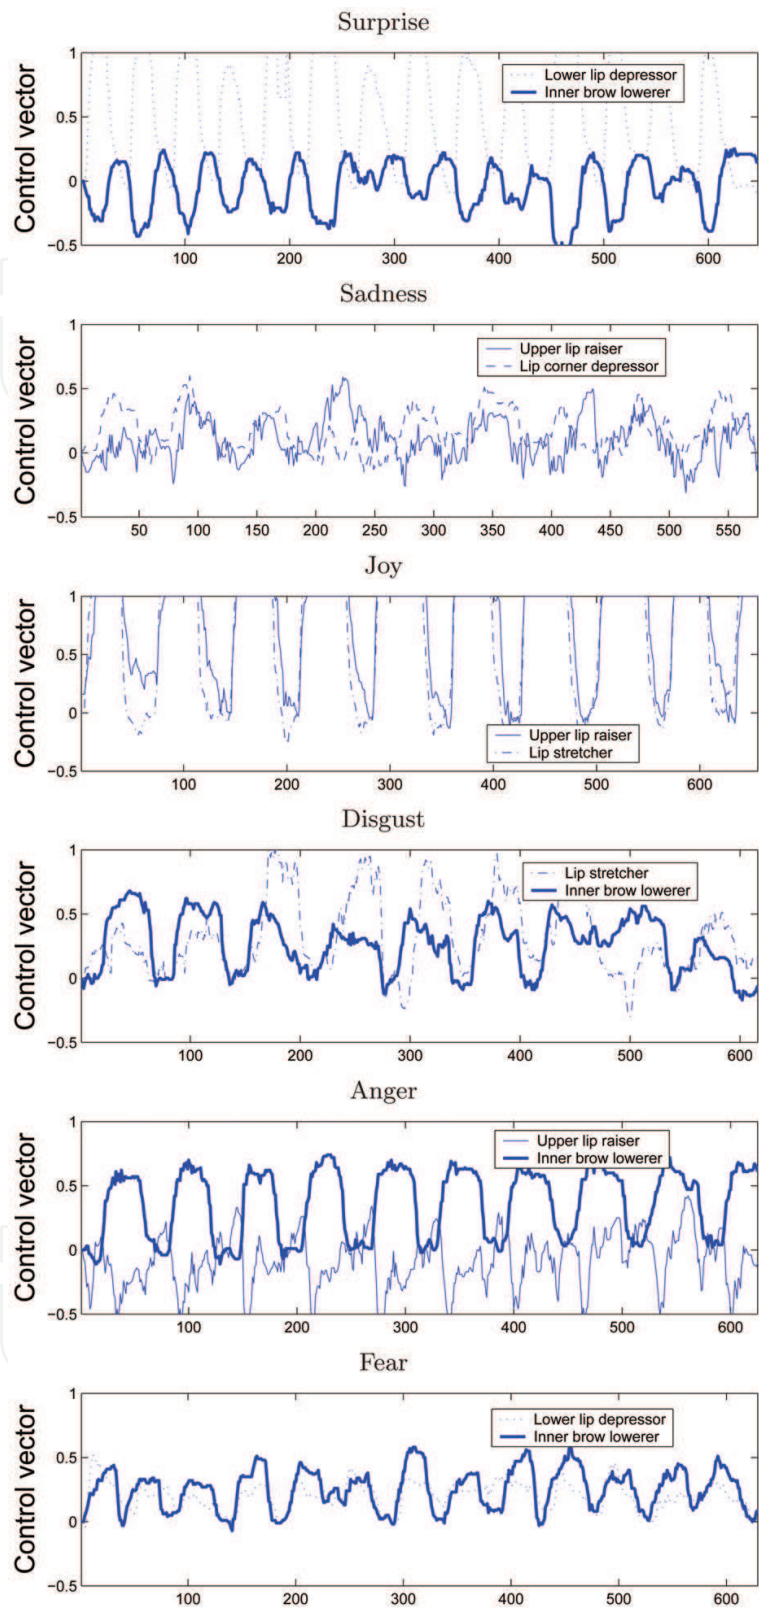 Surprise
Control vector
1
0.5
0
−0.5
Lower lip depressor
Inner brow lowerer
100 200 300 400 500 600
Sadness
Control vector
1
0.5
0
−0.5
Upper lip raiser
Lip corner depressor
50 100 150 200 250 300 350 400 450 500 550
Joy
Control vector
1
0.5
0
−0.5
Upper lip raiser
Lip stretcher
100 200 300 400 500 600
Disgust
Control vector
1
0.5
0
−0.5
Lip stretcher
Inner brow lowerer
100 200 300 400 500 600
Anger
Control vector
1
0.5
0
−0.5
Upper lip raiser
Inner brow lowerer
100 200 300 400 500 600
Fear
Control vector
1
0.5
0
−0.5
Lower lip depressor
Inner brow lowerer
100 200 300 400 500 600